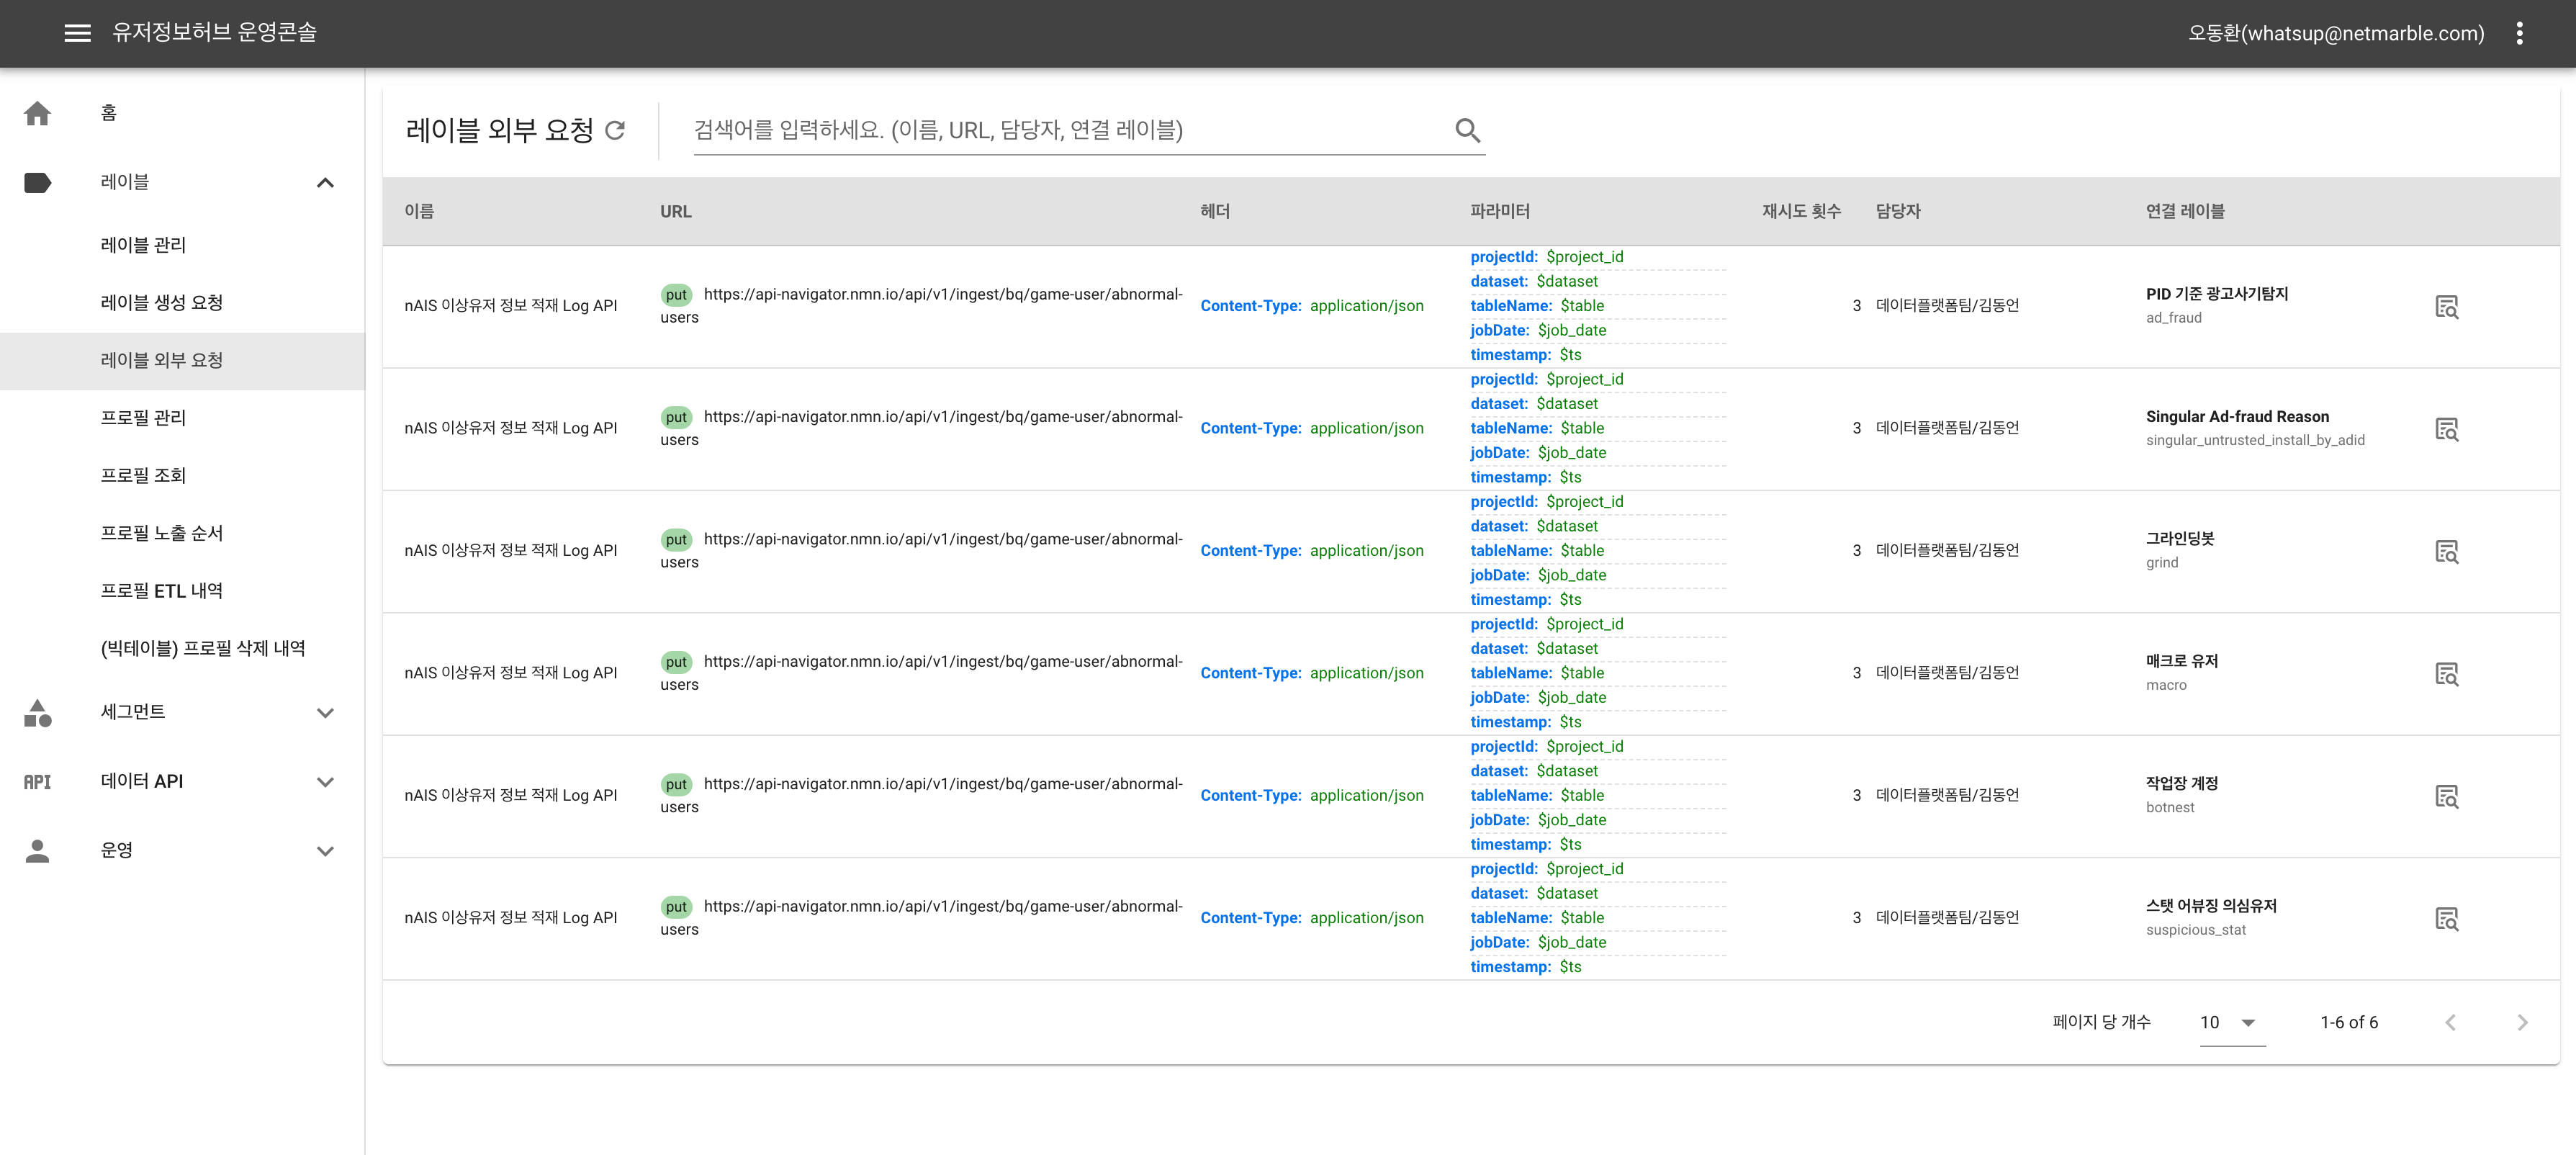 유저정보허브 운영콘솔
오동환(whatsup@netmarble.com)
홈
레이블
레이블 관리
레이블 생성 요청
레이블 외부 요청
프로필 관리
프로필 조회
프로필 노출 순서
프로필 ETL 내역
(빅테이블) 프로필 삭제 내역
세그먼트
API 데이터 API
운영
레이블 외부 요청
검색어를 입력하세요. (이름, URL, 담당자, 연결 레이블)
이름 URL 헤더 파라미터 재시도 횟수 담당자 연결 레이블
nAIS 이상유저 정보 적재 Log API
put https://api-navigator.nmn.io/api/v1/ingest/bq/game-user/abnormal-
users
Content-Type: application/json
projectId: $project_id
dataset: $dataset
tableName: $table
jobDate: $job_date
timestamp: $ts
3
데이터플랫폼팀/김동언
PID 기준 광고사기탐지
ad_fraud
nAIS 이상유저 정보 적재 Log API
put https://api-navigator.nmn.io/api/v1/ingest/bq/game-user/abnormal-
users
Content-Type: application/json
projectId: $project_id
dataset: $dataset
tableName: $table
jobDate: $job_date
timestamp: $ts
3
데이터플랫폼팀/김동언
Singular Ad-fraud Reason
singular_untrusted_install_by_adid
nAIS 이상유저 정보 적재 Log API
put https://api-navigator.nmn.io/api/v1/ingest/bq/game-user/abnormal-
users
Content-Type: application/json
projectId: $project_id
dataset: $dataset
tableName: $table
jobDate: $job_date
timestamp: $ts
3
데이터플랫폼팀/김동언
그라인딩봇
grind
nAIS 이상유저 정보 적재 Log API
put https://api-navigator.nmn.io/api/v1/ingest/bq/game-user/abnormal-
users
Content-Type: application/json
projectId: $project_id
dataset: $dataset
tableName: $table
jobDate: $job_date
timestamp: $ts
3
데이터플랫폼팀/김동언
매크로 유저
macro
nAIS 이상유저 정보 적재 Log API
put https://api-navigator.nmn.io/api/v1/ingest/bq/game-user/abnormal-
users
Content-Type: application/json
projectId: $project_id
dataset: $dataset
tableName: $table
jobDate: $job_date
timestamp: $ts
3
데이터플랫폼팀/김동언
작업장 계정
botnest
nAIS 이상유저 정보 적재 Log API
put https://api-navigator.nmn.io/api/v1/ingest/bq/game-user/abnormal-
users
Content-Type: application/json
projectId: $project_id
dataset: $dataset
tableName: $table
jobDate: $job_date
timestamp: $ts
3
데이터플랫폼팀/김동언
스탯 어뷰징 의심유저
suspicious_stat
페이지 당 개수 10 1-6 of 6